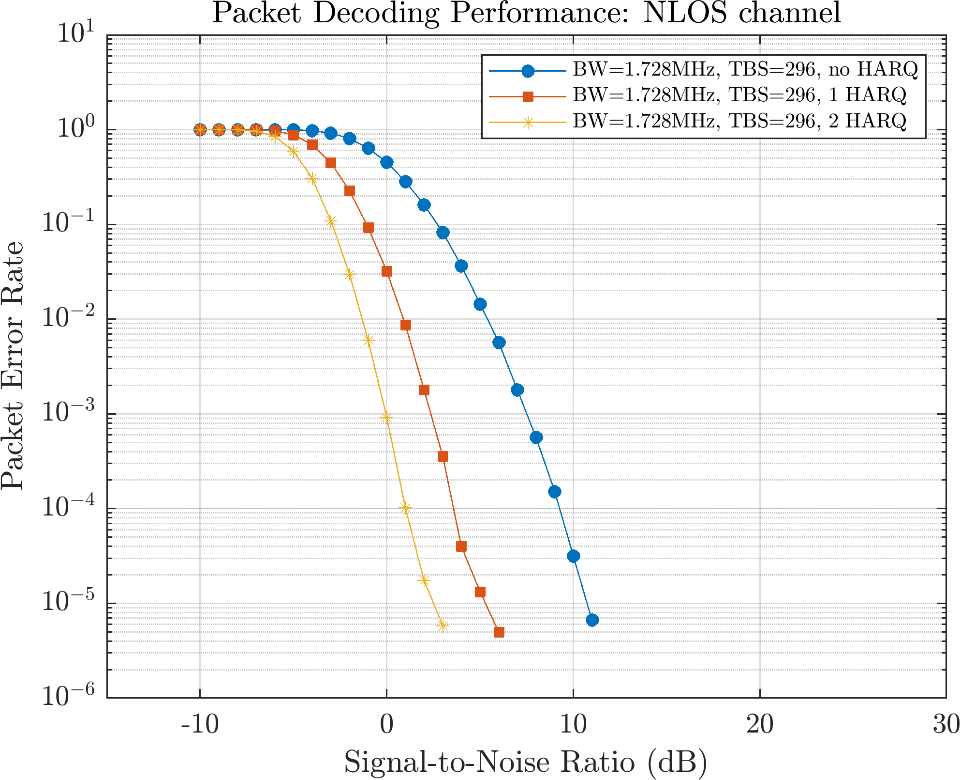 Packet Decoding Performance: NLOS channel
10^1
10^0
10^-1
10^-2
10^-3
10^-4
10^-5
10^-6
Packet Error Rate
BW=1.728MHz, TBS=296, no HARQ
BW=1.728MHz, TBS=296, 1 HARQ
BW=1.728MHz, TBS=296, 2 HARQ
-10 0 10 20 30
Signal-to-Noise Ratio (dB)